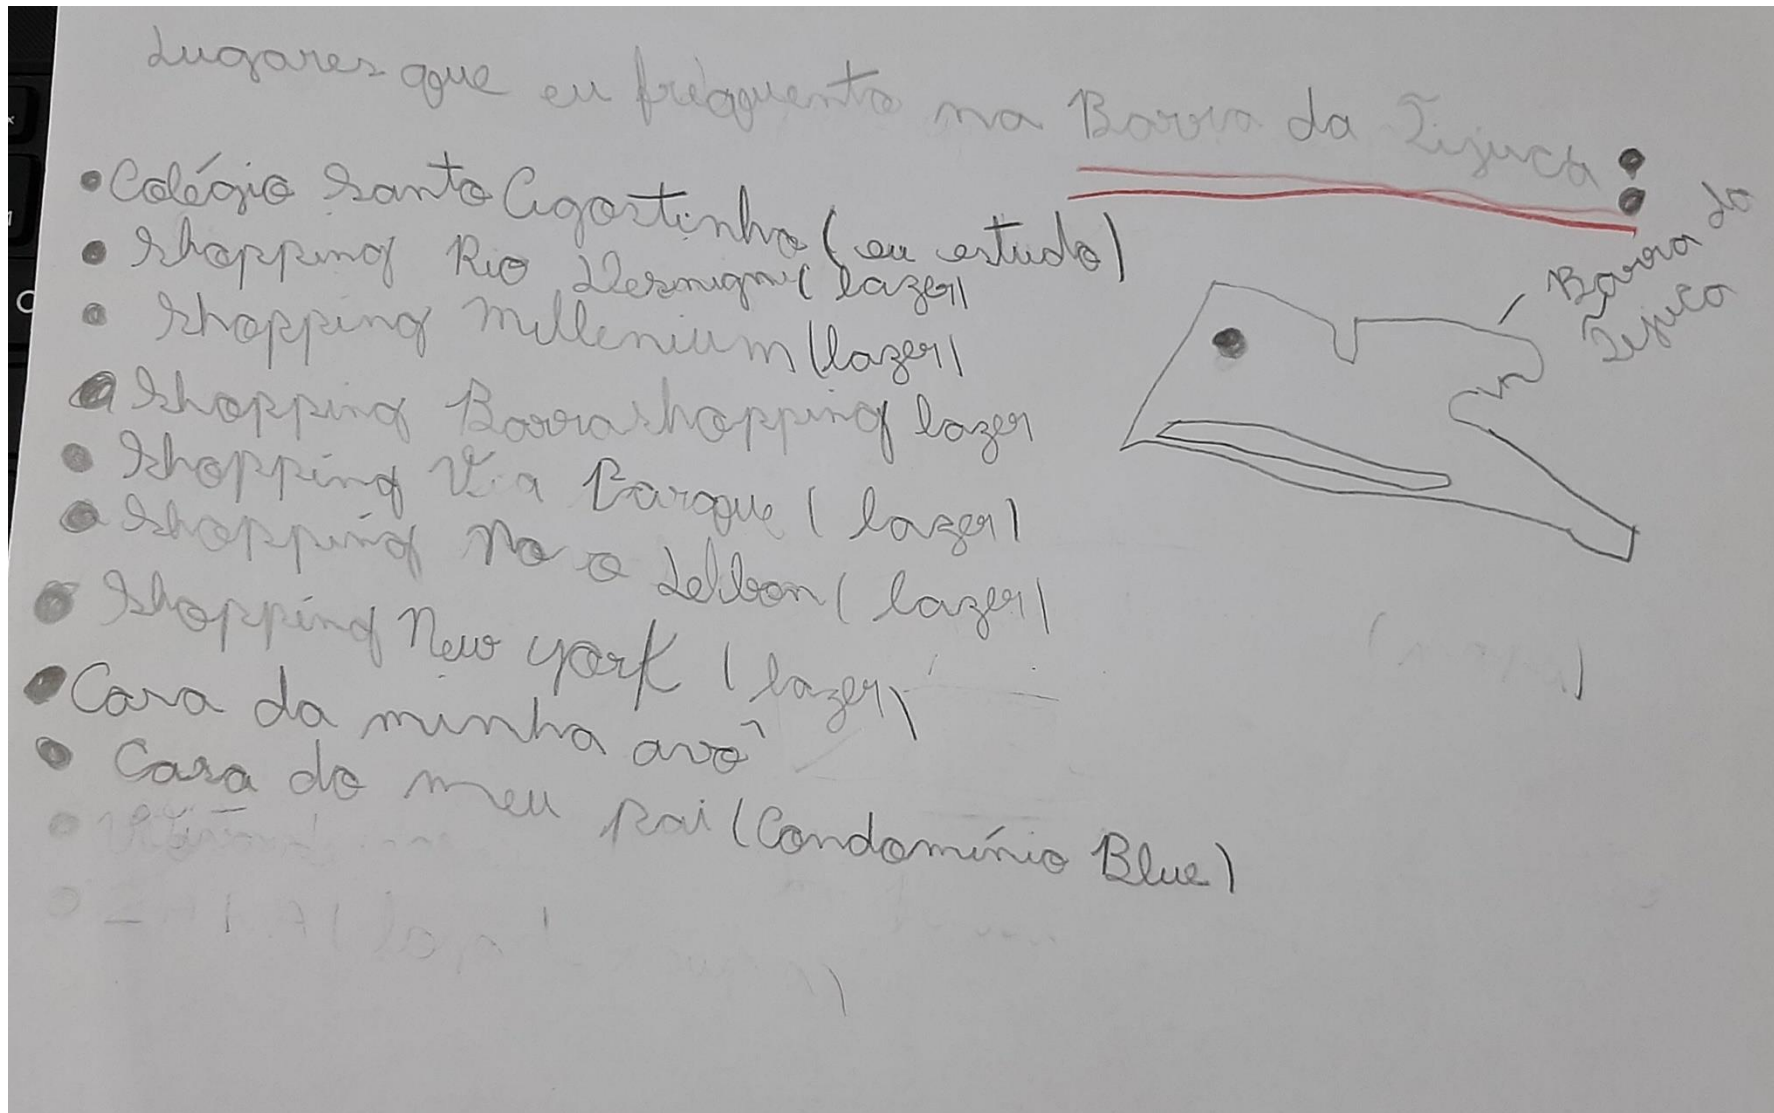 Lugares que eu frequento na Barra da Tijuca:
• Colégio Santo Agostinho (eu estudo)
• Shopping Rio (lazer)
• Shopping Millenium (lazer)
• Shopping Barrashopping lazer
• Shopping Via Parque (lazer)
• Shopping No o Leblon (lazer)
• Shopping New york (lazer)
• Casa da minha avó
• Casa do meu pai (Condomínio Blue)
Barra da
Tijuca